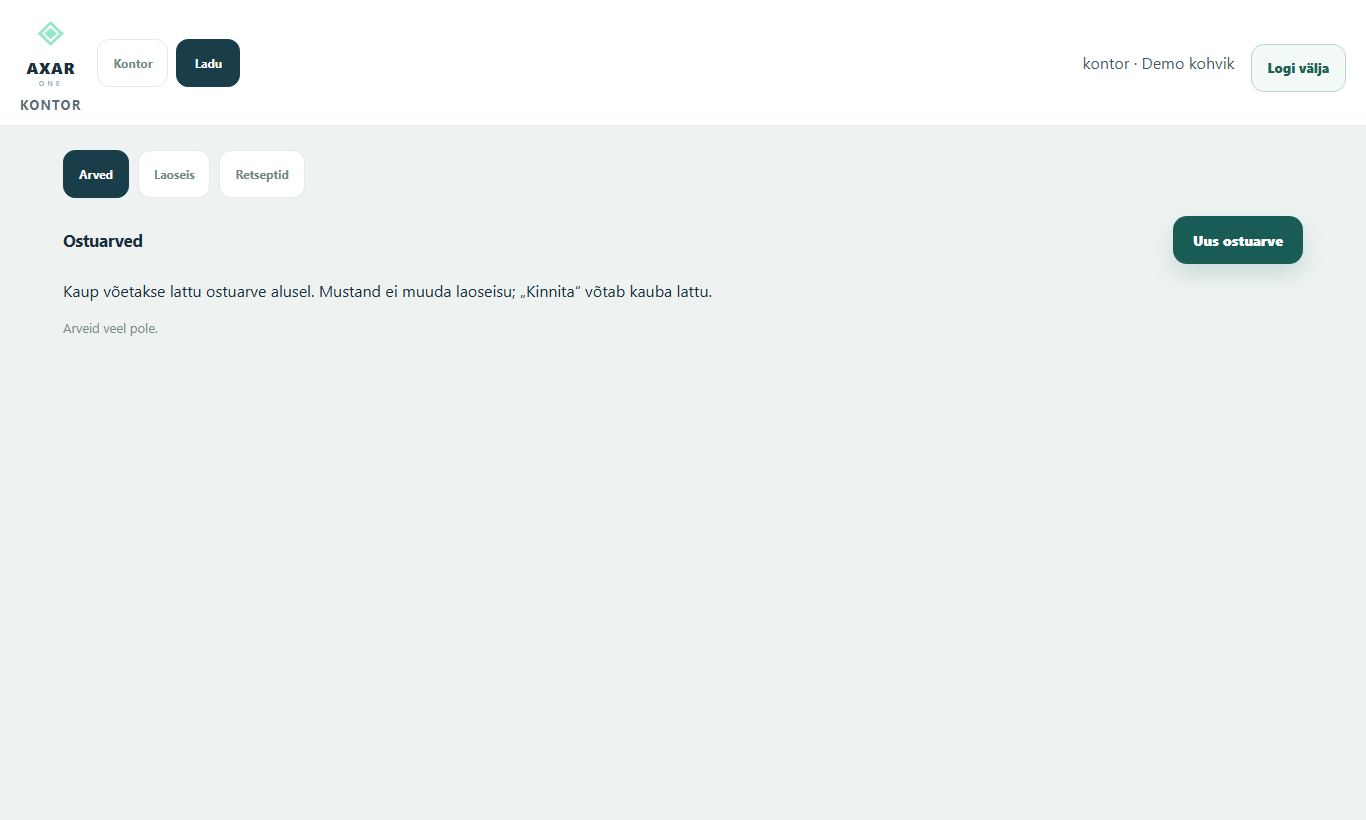 AXAR
ONE
KONTOR
Kontor
Ladu
kontor · Demo kohvik
Logi välja
Arved
Laoseis
Retseptid
Ostuarved
Uus ostuarve
Kaup võetakse lattu ostuarve alusel. Mustand ei muuda laoseisu; „Kinnita“ võtab kauba lattu.
Arveid veel pole.